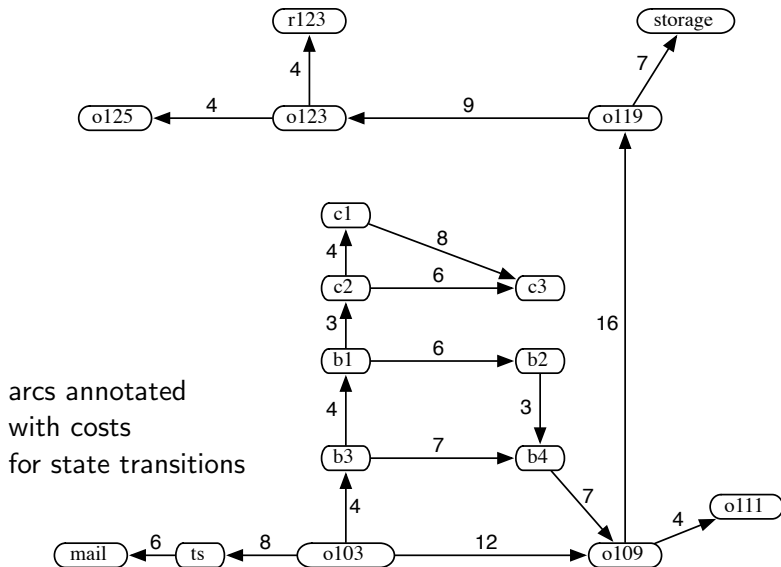 r123
storage
4
7
o125
4
o123
9
o119
c1
4
8
c2
6
c3
3
16
b1
6
b2
arcs annotated
with costs
for state transitions
4
3
b3
7
b4
4
7
o111
4
mail
6
ts
8
o103
12
o109